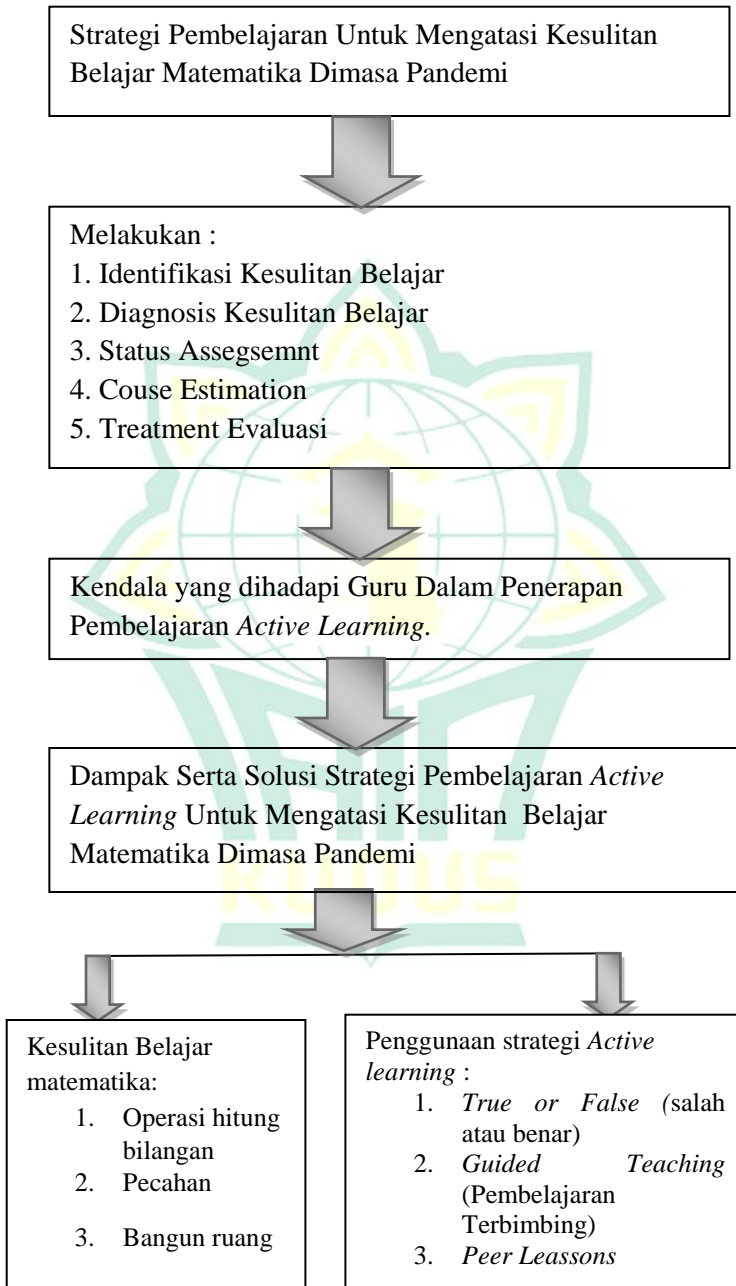 Strategi Pembelajaran Untuk Mengatasi Kesulitan
Belajar Matematika Dimasa Pandemi
Melakukan :
1. Identifikasi Kesulitan Belajar
2. Diagnosis Kesulitan Belajar
3. Status Assegsemnt
4. Couse Estimation
5. Treatment Evaluasi
Kendala yang dihadapi Guru Dalam Penerapan
Pembelajaran Active Learning.
Dampak Serta Solusi Strategi Pembelajaran Active
Learning Untuk Mengatasi Kesulitan Belajar
Matematika Dimasa Pandemi
IAIN
KUDUS
Kesulitan Belajar
matematika:
1. Operasi hitung
bilangan
2. Pecahan
3. Bangun ruang
Penggunaan strategi Active
learning :
1. True or False (salah
atau benar)
2. Guided Teaching
(Pembelajaran
Terbimbing)
3. Peer Leassons